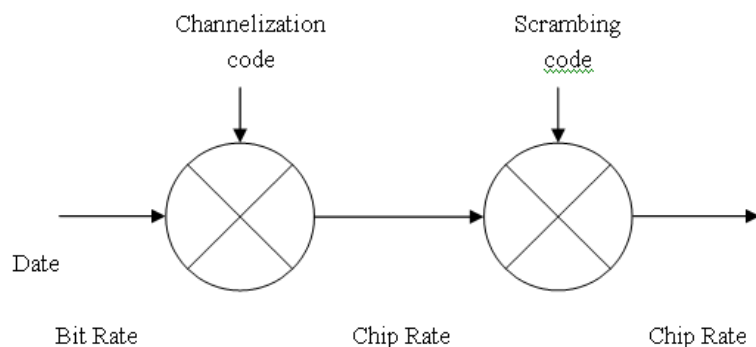 Channelization
code
Scrambing
code
Date
Bit Rate
Chip Rate
Chip Rate